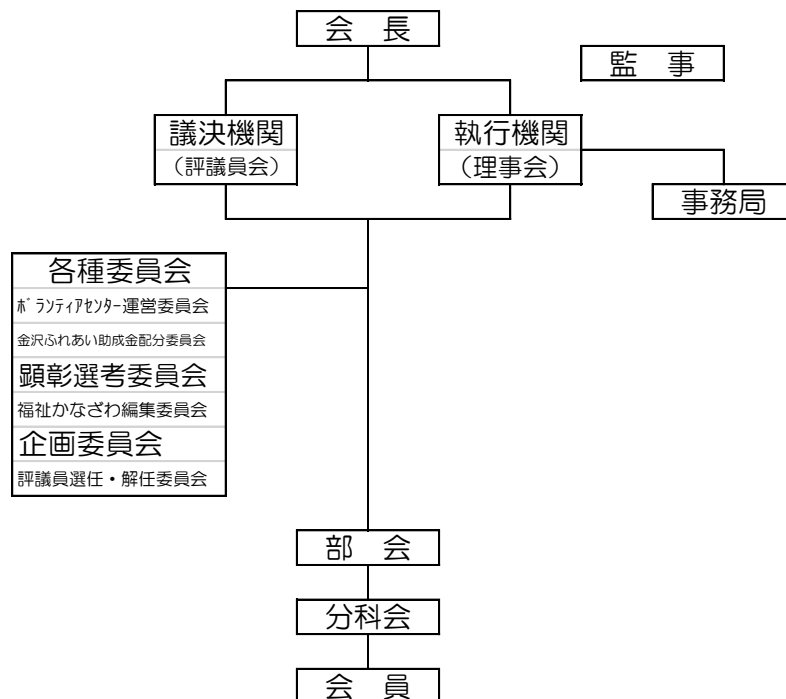 会　長
監　事
議決機関
（評議員会）
執行機関
（理事会）
事務局
各種委員会
ﾎﾞﾗﾝﾃｨｱｾﾝﾀｰ運営委員会
金沢ふれあい助成金配分委員会
顕彰選考委員会
福祉かなざわ編集委員会
企画委員会
評議員選任・解任委員会
部　会
分科会
会　員